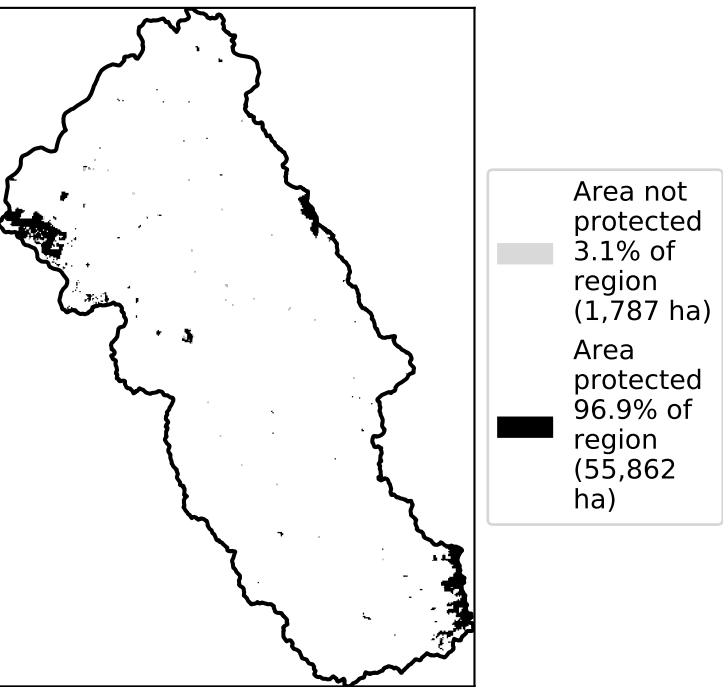 Area not
protected
3.1% of
region
(1,787 ha)
Area
protected
96.9% of
region
(55,862
ha)